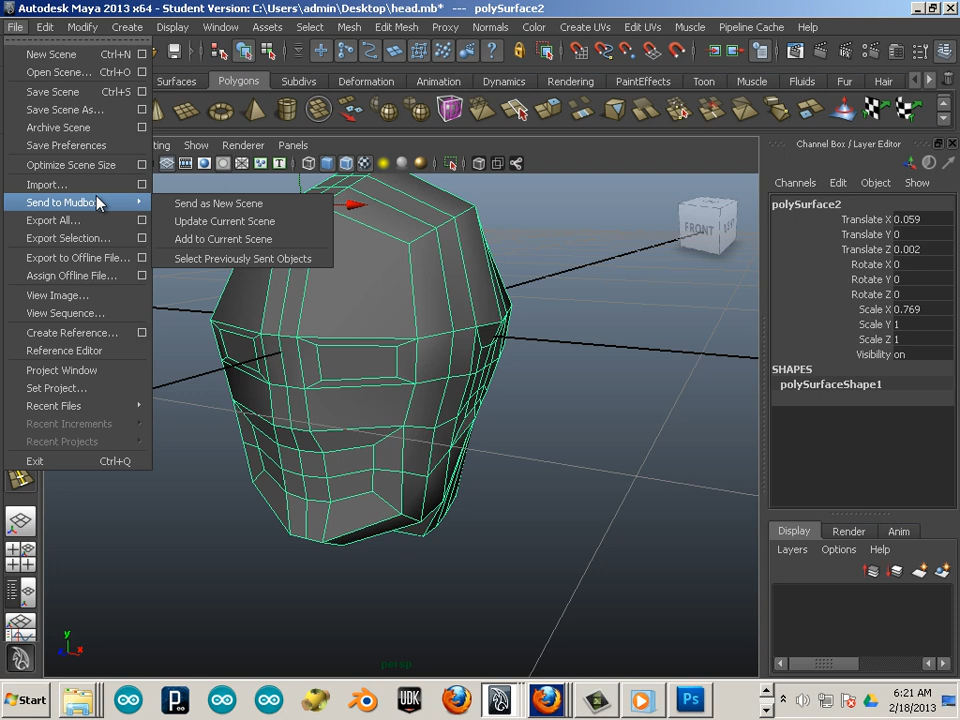 Autodesk Maya 2013 x64 - Student Version: C:\Users\admin\Desktop\head.mb*   ---   polySurface2
File Edit Modify Create Display Window Assets Select Mesh Edit Mesh Proxy Normals Color Create UVs Edit UVs Muscle Pipeline Cache Help
New Scene Ctrl+N
Open Scene... Ctrl+O
Save Scene Ctrl+S
Save Scene As...
Archive Scene
Save Preferences
Optimize Scene Size
Import...
Send to Mudbo
Export All...
Export Selection...
Export to Offline File...
Assign Offline File...
View Image...
View Sequence...
Create Reference...
Reference Editor
Project Window
Set Project...
Recent Files
Recent Increments
Recent Projects
Exit Ctrl+Q
Send as New Scene
Update Current Scene
Add to Current Scene
Select Previously Sent Objects
Surfaces Polygons Subdivs Deformation Animation Dynamics Rendering PaintEffects Toon Muscle Fluids Fur Hair
ting Show Renderer Panels
FRONT
persp
y
x
Channel Box / Layer Editor
Channels Edit Object Show
polySurface2
Translate X 0.059
Translate Y 0
Translate Z 0.002
Rotate X 0
Rotate Y 0
Rotate Z 0
Scale X 0.769
Scale Y 1
Scale Z 1
Visibility on
SHAPES
polySurfaceShape1
Display Render Anim
Layers Options Help
Start
UDK
Ps
6:21 AM
2/18/2013